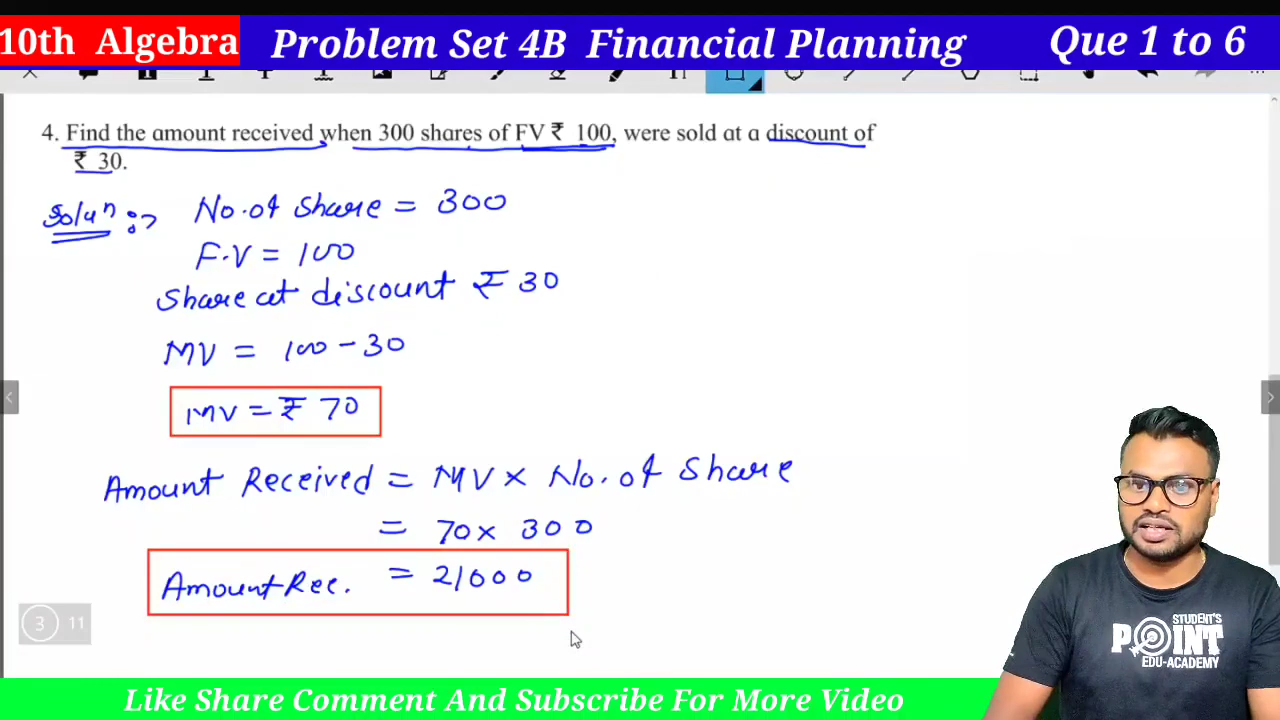 10th Algebra
Problem Set 4B Financial Planning
Que 1 to 6
4. Find the amount received when 300 shares of FV ₹ 100, were sold at a discount of
₹ 30.
Solun :>
No. of Share = 300
F.V = 100
Share at discount ₹ 30
MV = 100 - 30
MV = ₹ 70
Amount Received = MV × No. of Share
= 70 × 300
Amount Rec. = 21000
3 11
STUDENT'S
POINT
EDU-ACADEMY
Like Share Comment And Subscribe For More Video